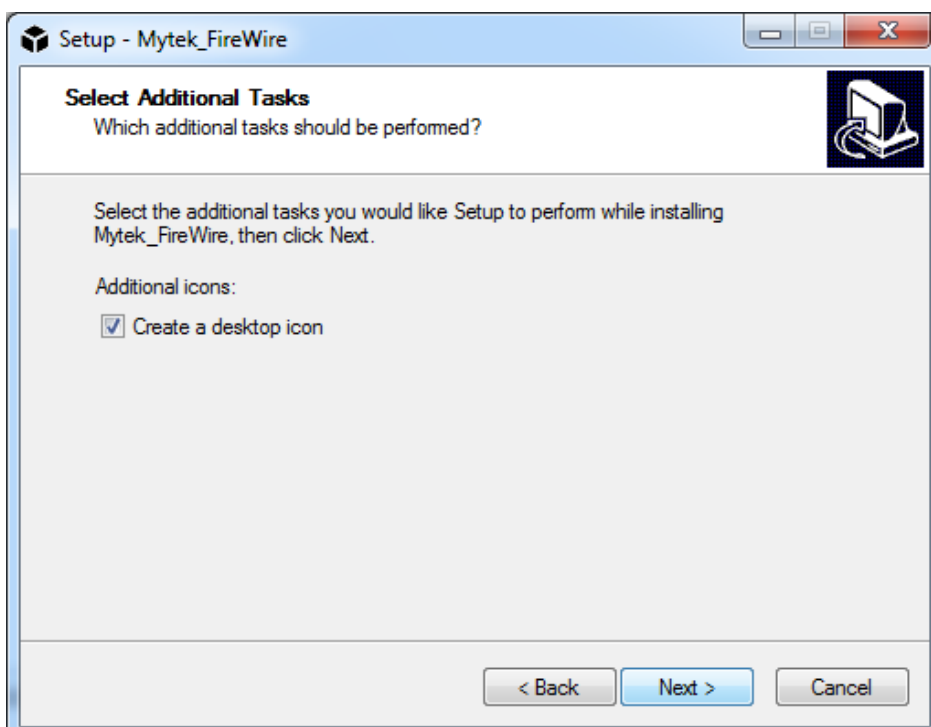 Setup - Mytek_FireWire
Select Additional Tasks
Which additional tasks should be performed?
Select the additional tasks you would like Setup to perform while installing
Mytek_FireWire, then click Next.
Additional icons:
Create a desktop icon
< Back
Next >
Cancel